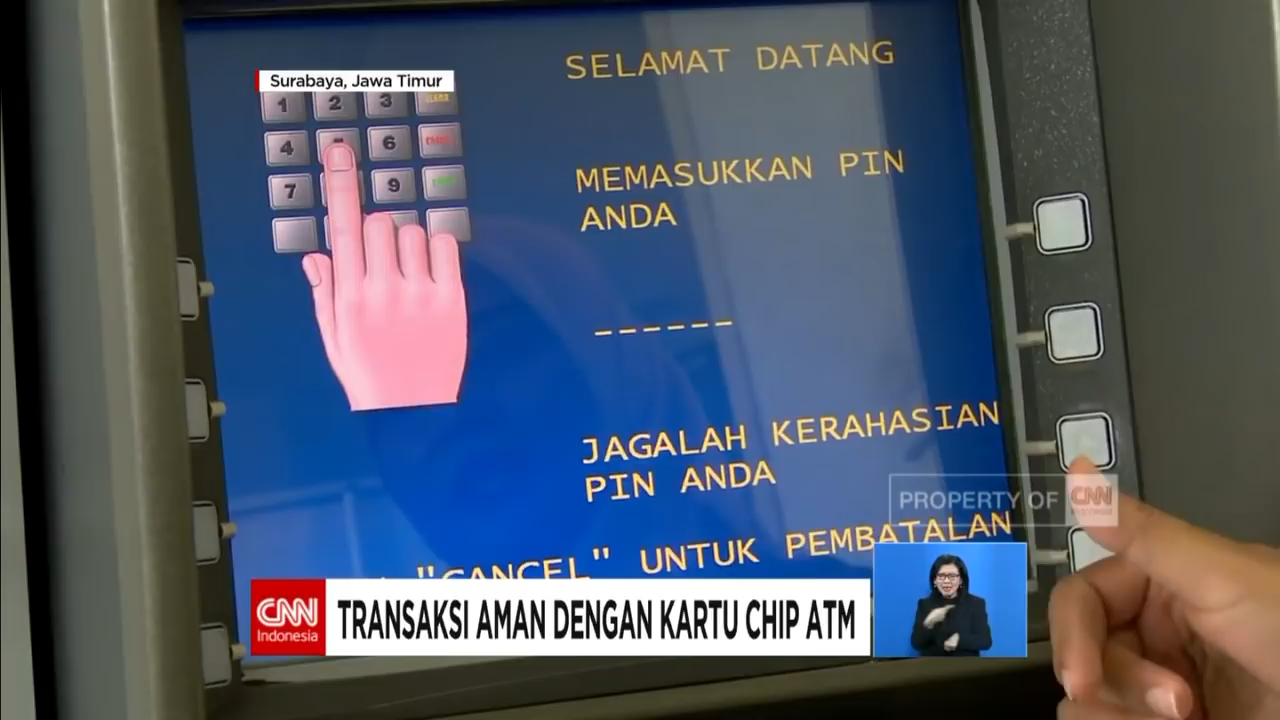 SELAMAT DATANG
Surabaya, Jawa Timur
1 2 3
4 6
7 9
MEMASUKKAN PIN
ANDA
------
JAGALAH KERAHASIAN
PIN ANDA
PROPERTY OF CNN
"CANCEL" UNTUK PEMBATALAN
CNN
Indonesia
TRANSAKSI AMAN DENGAN KARTU CHIP ATM